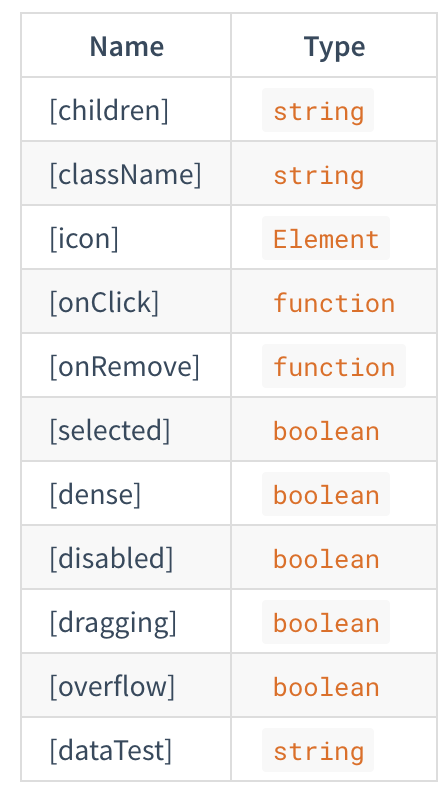 Name Type
[children] string
[className] string
[icon] Element
[onClick] function
[onRemove] function
[selected] boolean
[dense] boolean
[disabled] boolean
[dragging] boolean
[overflow] boolean
[dataTest] string